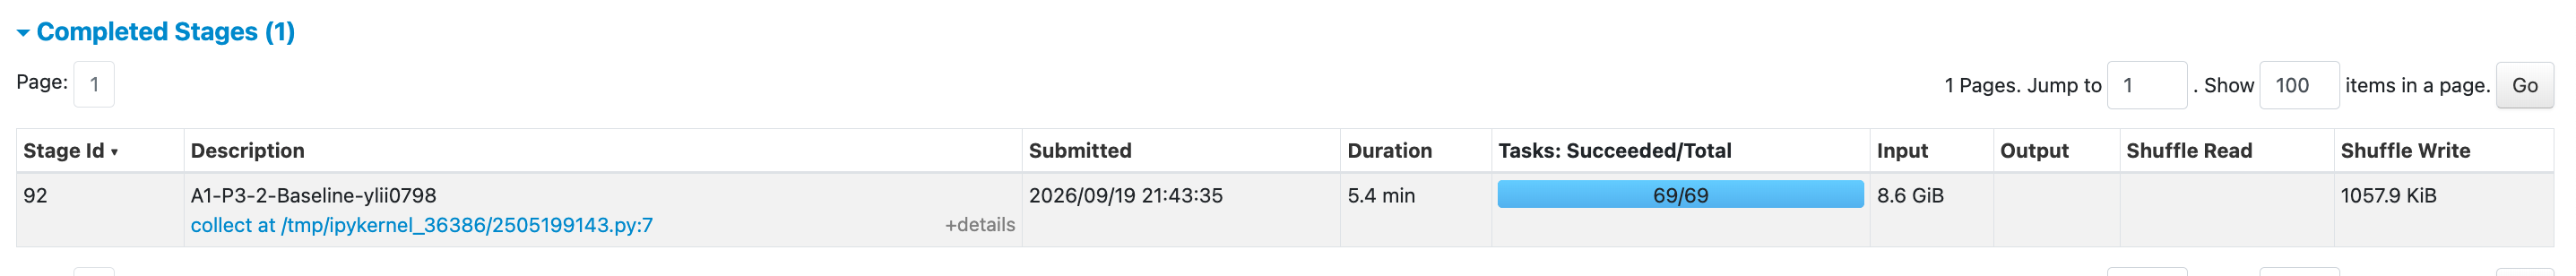 Completed Stages (1)
Page: 1
1 Pages. Jump to 1 . Show 100 items in a page. Go
Stage Id ▾ Description Submitted Duration Tasks: Succeeded/Total Input Output Shuffle Read Shuffle Write
92 A1-P3-2-Baseline-ylii0798 2026/09/19 21:43:35 5.4 min 69/69 8.6 GiB 1057.9 KiB
collect at /tmp/ipykernel_36386/2505199143.py:7 +details